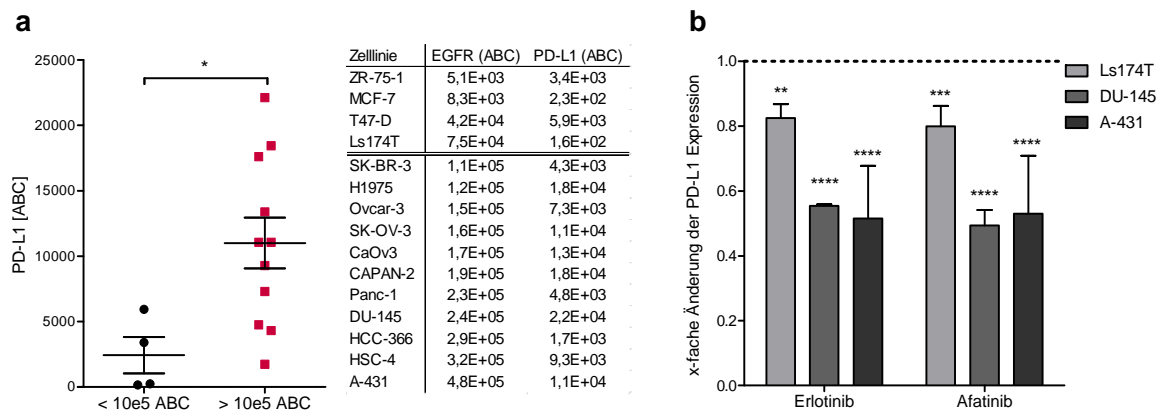 a
25000
20000
15000
10000
5000
0
PD-L1 [ABC]
*
< 10e5 ABC > 10e5 ABC
Zelllinie EGFR (ABC) PD-L1 (ABC)
ZR-75-1 5,1E+03 3,4E+03
MCF-7 8,3E+03 2,3E+02
T47-D 4,2E+04 5,9E+03
Ls174T 7,5E+04 1,6E+02
SK-BR-3 1,1E+05 4,3E+03
H1975 1,2E+05 1,8E+04
Ovcar-3 1,5E+05 7,3E+03
SK-OV-3 1,6E+05 1,1E+04
CaOv3 1,7E+05 1,3E+04
CAPAN-2 1,9E+05 1,8E+04
Panc-1 2,3E+05 4,8E+03
DU-145 2,4E+05 2,2E+04
HCC-366 2,9E+05 1,7E+03
HSC-4 3,2E+05 9,3E+03
A-431 4,8E+05 1,1E+04
b
1.0
0.8
0.6
0.4
0.2
0.0
x-fache Änderung der PD-L1 Expression
** **** **** *** **** ****
Erlotinib Afatinib
Ls174T
DU-145
A-431